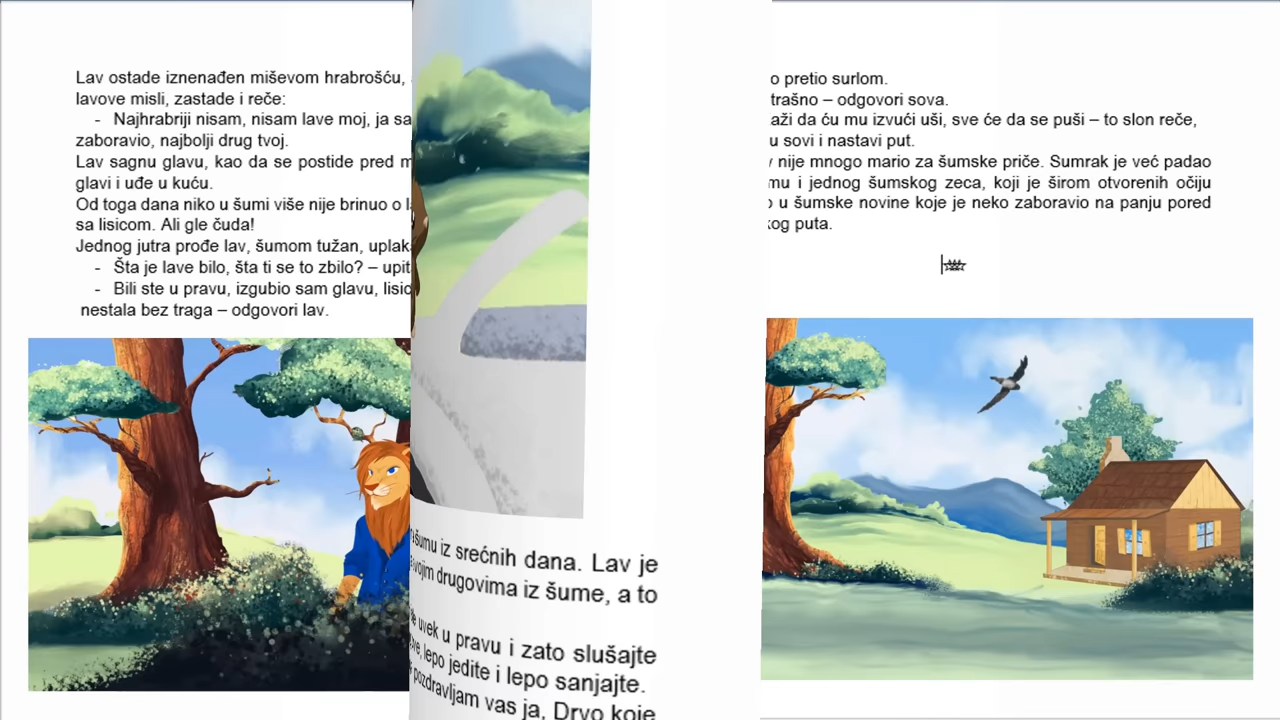 Lav ostade iznenađen miševom hrabrošću,
lavove misli, zastade i reče:
- Najhrabriji nisam, nisam lave moj, ja sa
zaboravio, najbolji drug tvoj.
Lav sagnu glavu, kao da se postide pred m
glavi i uđe u kuću.
Od toga dana niko u šumi više nije brinuo o l
sa lisicom. Ali gle čuda!
Jednog jutra prođe lav, šumom tužan, uplak
- Šta je lave bilo, šta ti se to zbilo? – upit
- Bili ste u pravu, izgubio sam glavu, lisic
nestala bez traga – odgovori lav.
šumu iz srećnih dana. Lav je
svojim drugovima iz šume, a to
uvek u pravu i zato slušajte
lepo jedite i lepo sanjajte.
pozdravljam vas ja, Drvo koje
o pretio surlom.
trašno – odgovori sova.
aži da ću mu izvući uši, sve će da se puši – to slon reče,
u sovi i nastavi put.
nije mnogo mario za šumske priče. Sumrak je već padao
mu i jednog šumskog zeca, koji je širom otvorenih očiju
o u šumske novine koje je neko zaboravio na panju pored
kog puta.